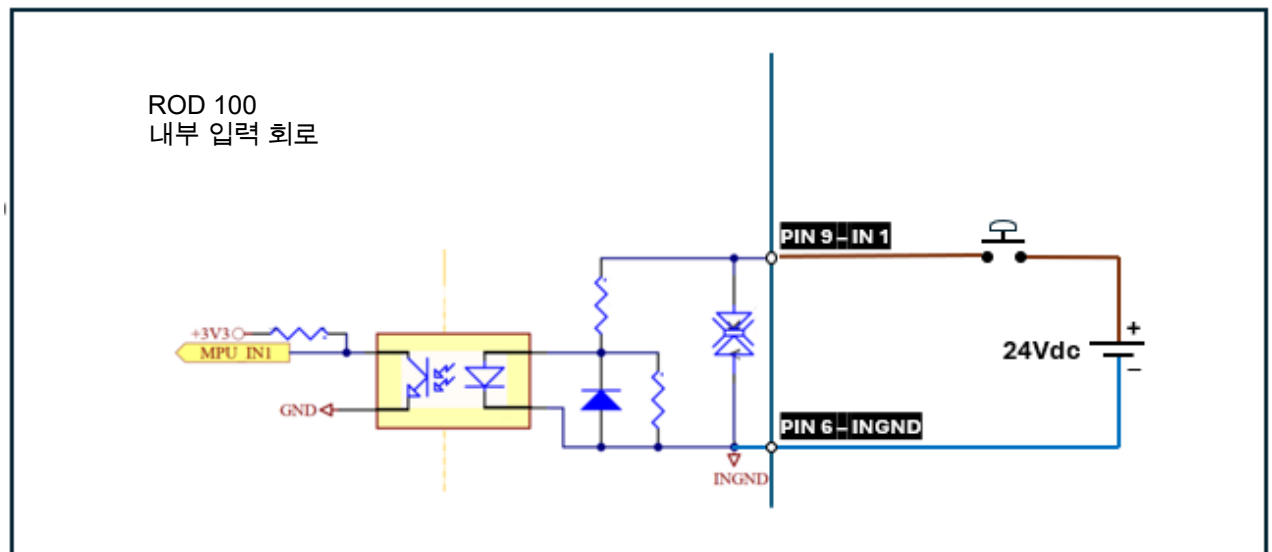 ROD 100
내부 입력 회로
PIN 9 – IN 1
+3V3
MPU_IN1
24Vdc
+
–
GND
PIN 6 – INGND
INGND